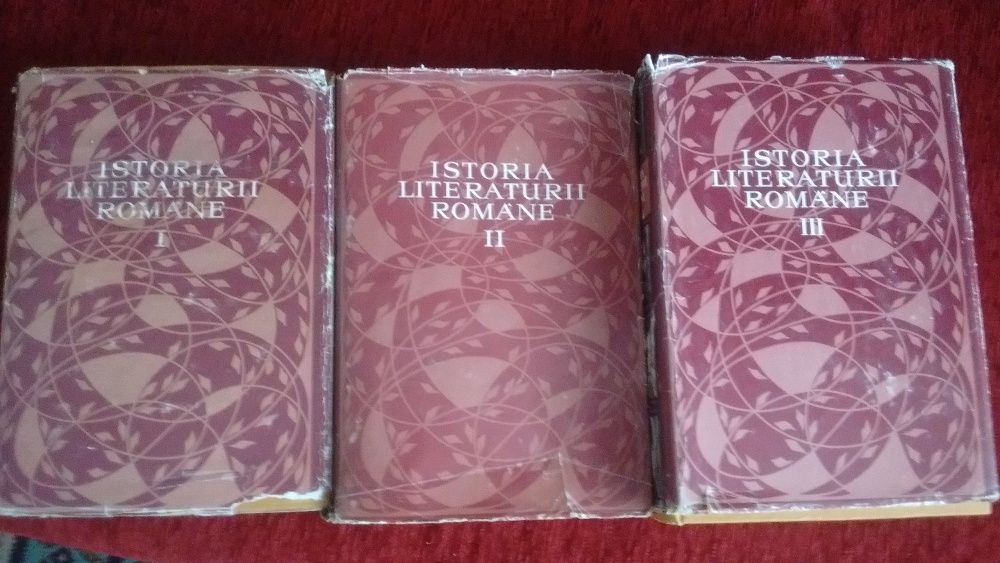 ISTORIA
LITERATURII
ROMÂNE
I
ISTORIA
LITERATURII
ROMÂNE
II
ISTORIA
LITERATURII
ROMÂNE
III